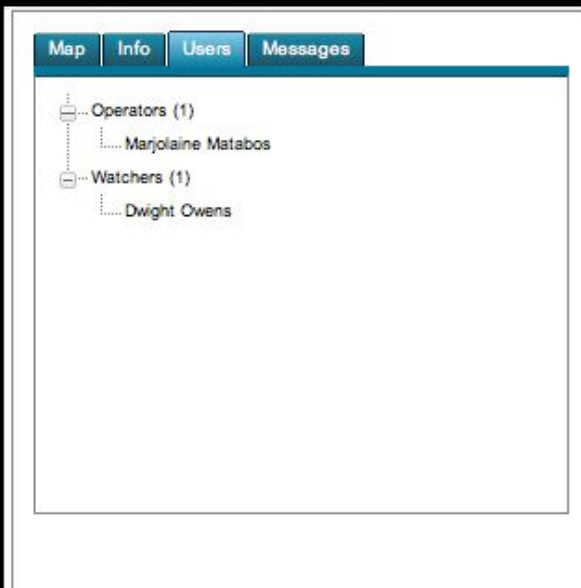 Map Info Users Messages
Operators (1)
Marjolaine Matabos
Watchers (1)
Dwight Owens